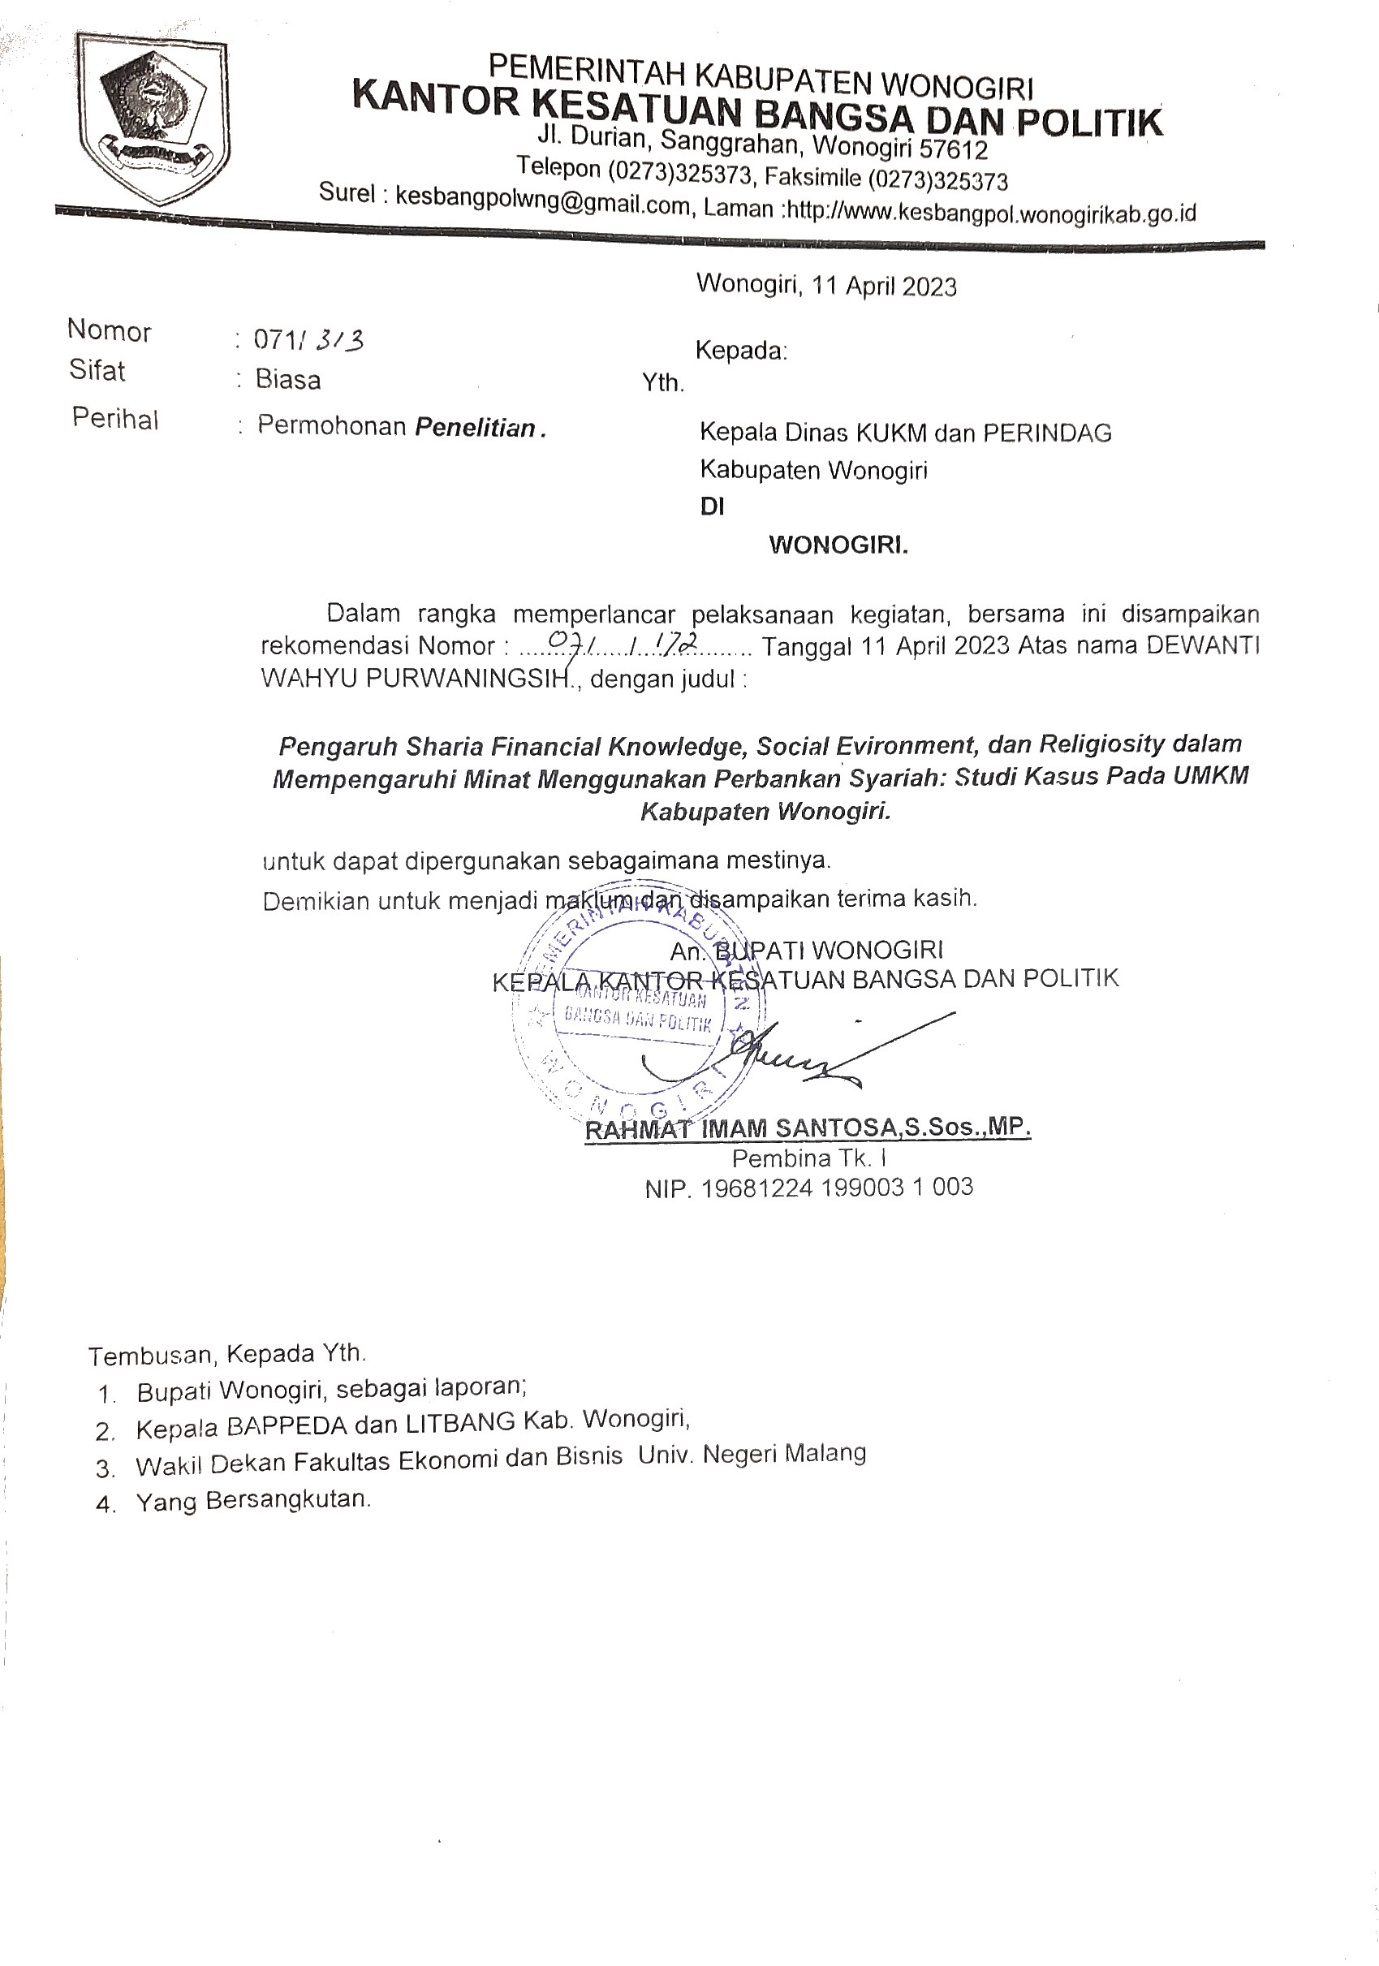 PEMERINTAH KABUPATEN WONOGIRI
KANTOR KESATUAN BANGSA DAN POLITIK
Jl. Durian, Sanggrahan, Wonogiri 57612
Telepon (0273)325373, Faksimile (0273)325373
Surel : kesbangpolwng@gmail.com, Laman :http://www.kesbangpol.wonogirikab.go.id
Wonogiri, 11 April 2023
Nomor : 071/ 313
Sifat : Biasa
Perihal : Permohonan Penelitian .
Kepada:
Yth.
Kepala Dinas KUKM dan PERINDAG
Kabupaten Wonogiri
DI
WONOGIRI.
Dalam rangka memperlancar pelaksanaan kegiatan, bersama ini disampaikan
rekomendasi Nomor : ....071../..172...... Tanggal 11 April 2023 Atas nama DEWANTI
WAHYU PURWANINGSIH., dengan judul :
Pengaruh Sharia Financial Knowledge, Social Evironment, dan Religiosity dalam
Mempengaruhi Minat Menggunakan Perbankan Syariah: Studi Kasus Pada UMKM
Kabupaten Wonogiri.
untuk dapat dipergunakan sebagaimana mestinya.
Demikian untuk menjadi maklum dan disampaikan terima kasih.
An. BUPATI WONOGIRI
KEPALA KANTOR KESATUAN BANGSA DAN POLITIK
PEMERINTAH KABUPATEN
KANTOR KESATUAN
BANGSA DAN POLITIK
WONOGIRI
RAHMAT IMAM SANTOSA,S.Sos.,MP.
Pembina Tk. I
NIP. 19681224 199003 1 003
Tembusan, Kepada Yth.
1. Bupati Wonogiri, sebagai laporan;
2. Kepala BAPPEDA dan LITBANG Kab. Wonogiri,
3. Wakil Dekan Fakultas Ekonomi dan Bisnis Univ. Negeri Malang
4. Yang Bersangkutan.